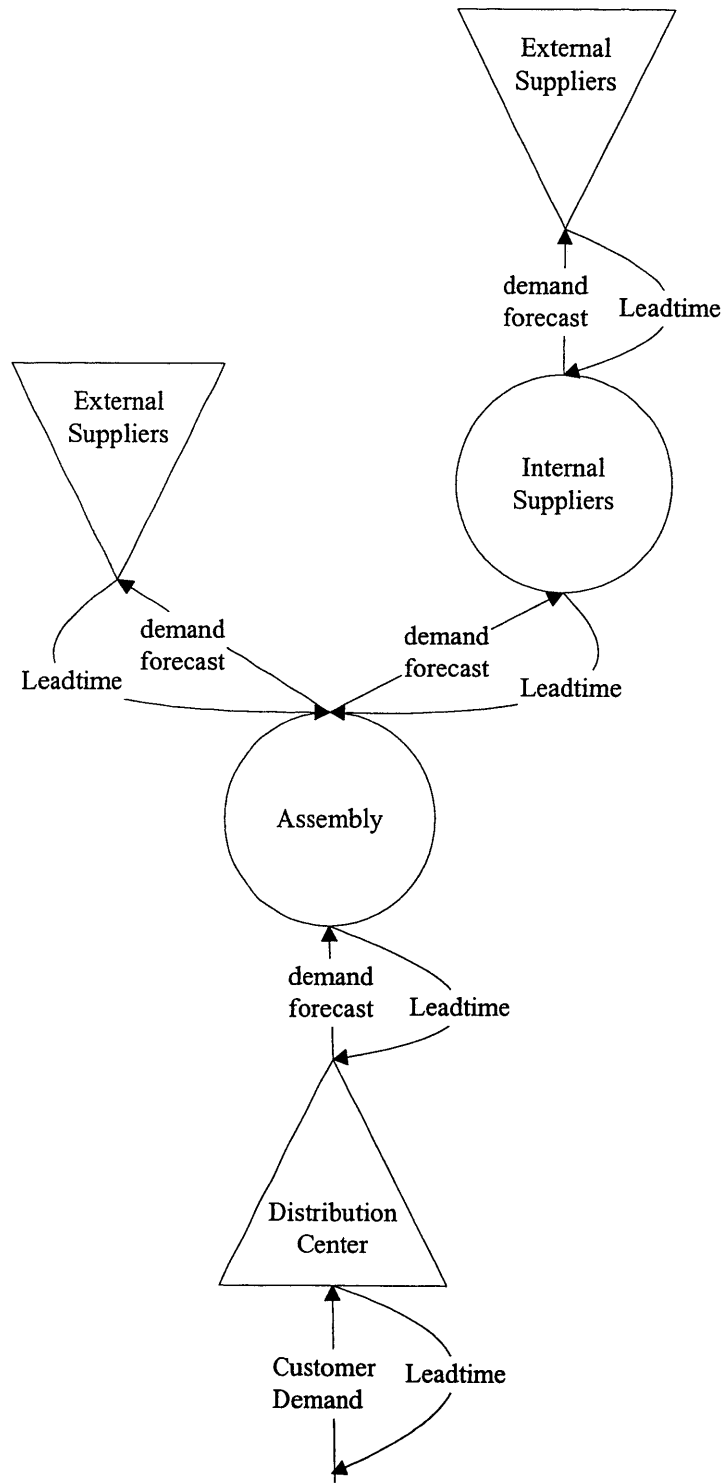 External
Suppliers
demand
forecast
Leadtime
External
Suppliers
Internal
Suppliers
demand
forecast
Leadtime
demand
forecast
Leadtime
Assembly
demand
forecast
Leadtime
Distribution
Center
Customer
Demand
Leadtime